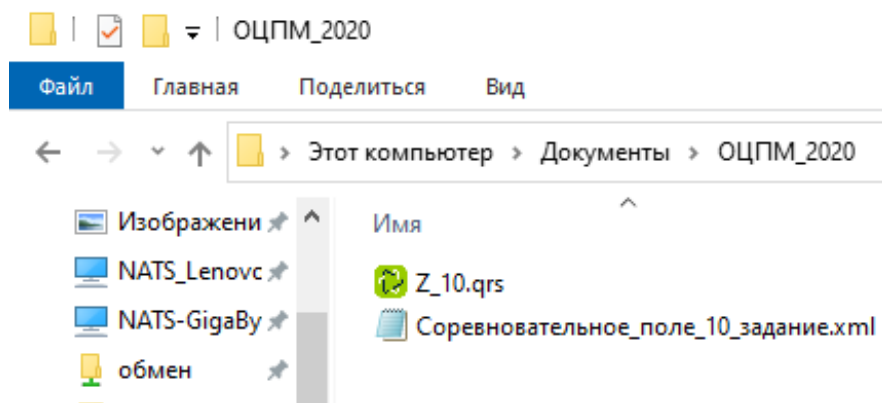 ОЦПМ_2020
Файл Главная Поделиться Вид
Этот компьютер > Документы > ОЦПМ_2020
Изображени
NATS_Lenovc
NATS-GigaBy
обмен
Имя
Z_10.qrs
Соревновательное_поле_10_задание.xml